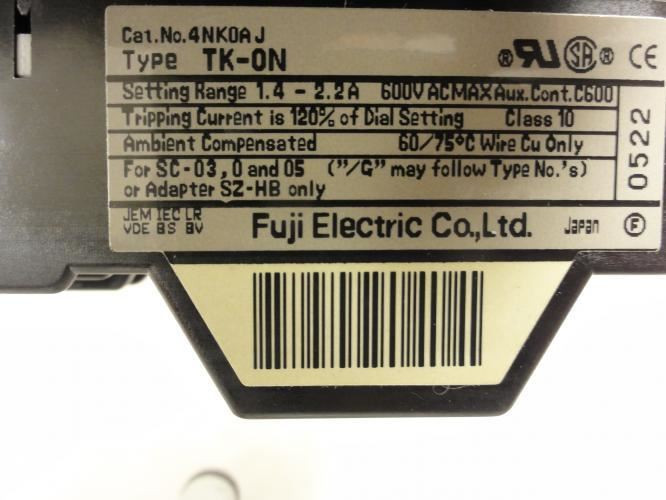 Cat.No.4NK0AJ
Type TK-0N
RU SA CE
Setting Range 1.4 - 2.2A 600V AC MAX Aux.Cont.C600
Tripping Current is 120% of Dial Setting Class 10
Ambient Compensated 60/75°C Wire Cu Only
For SC-03, 0 and 05 ("/G" may follow Type No.'s)
or Adapter SZ-HB only
0522
JEM IEC LR
VDE BS BV
Fuji Electric Co.,Ltd. Japan F